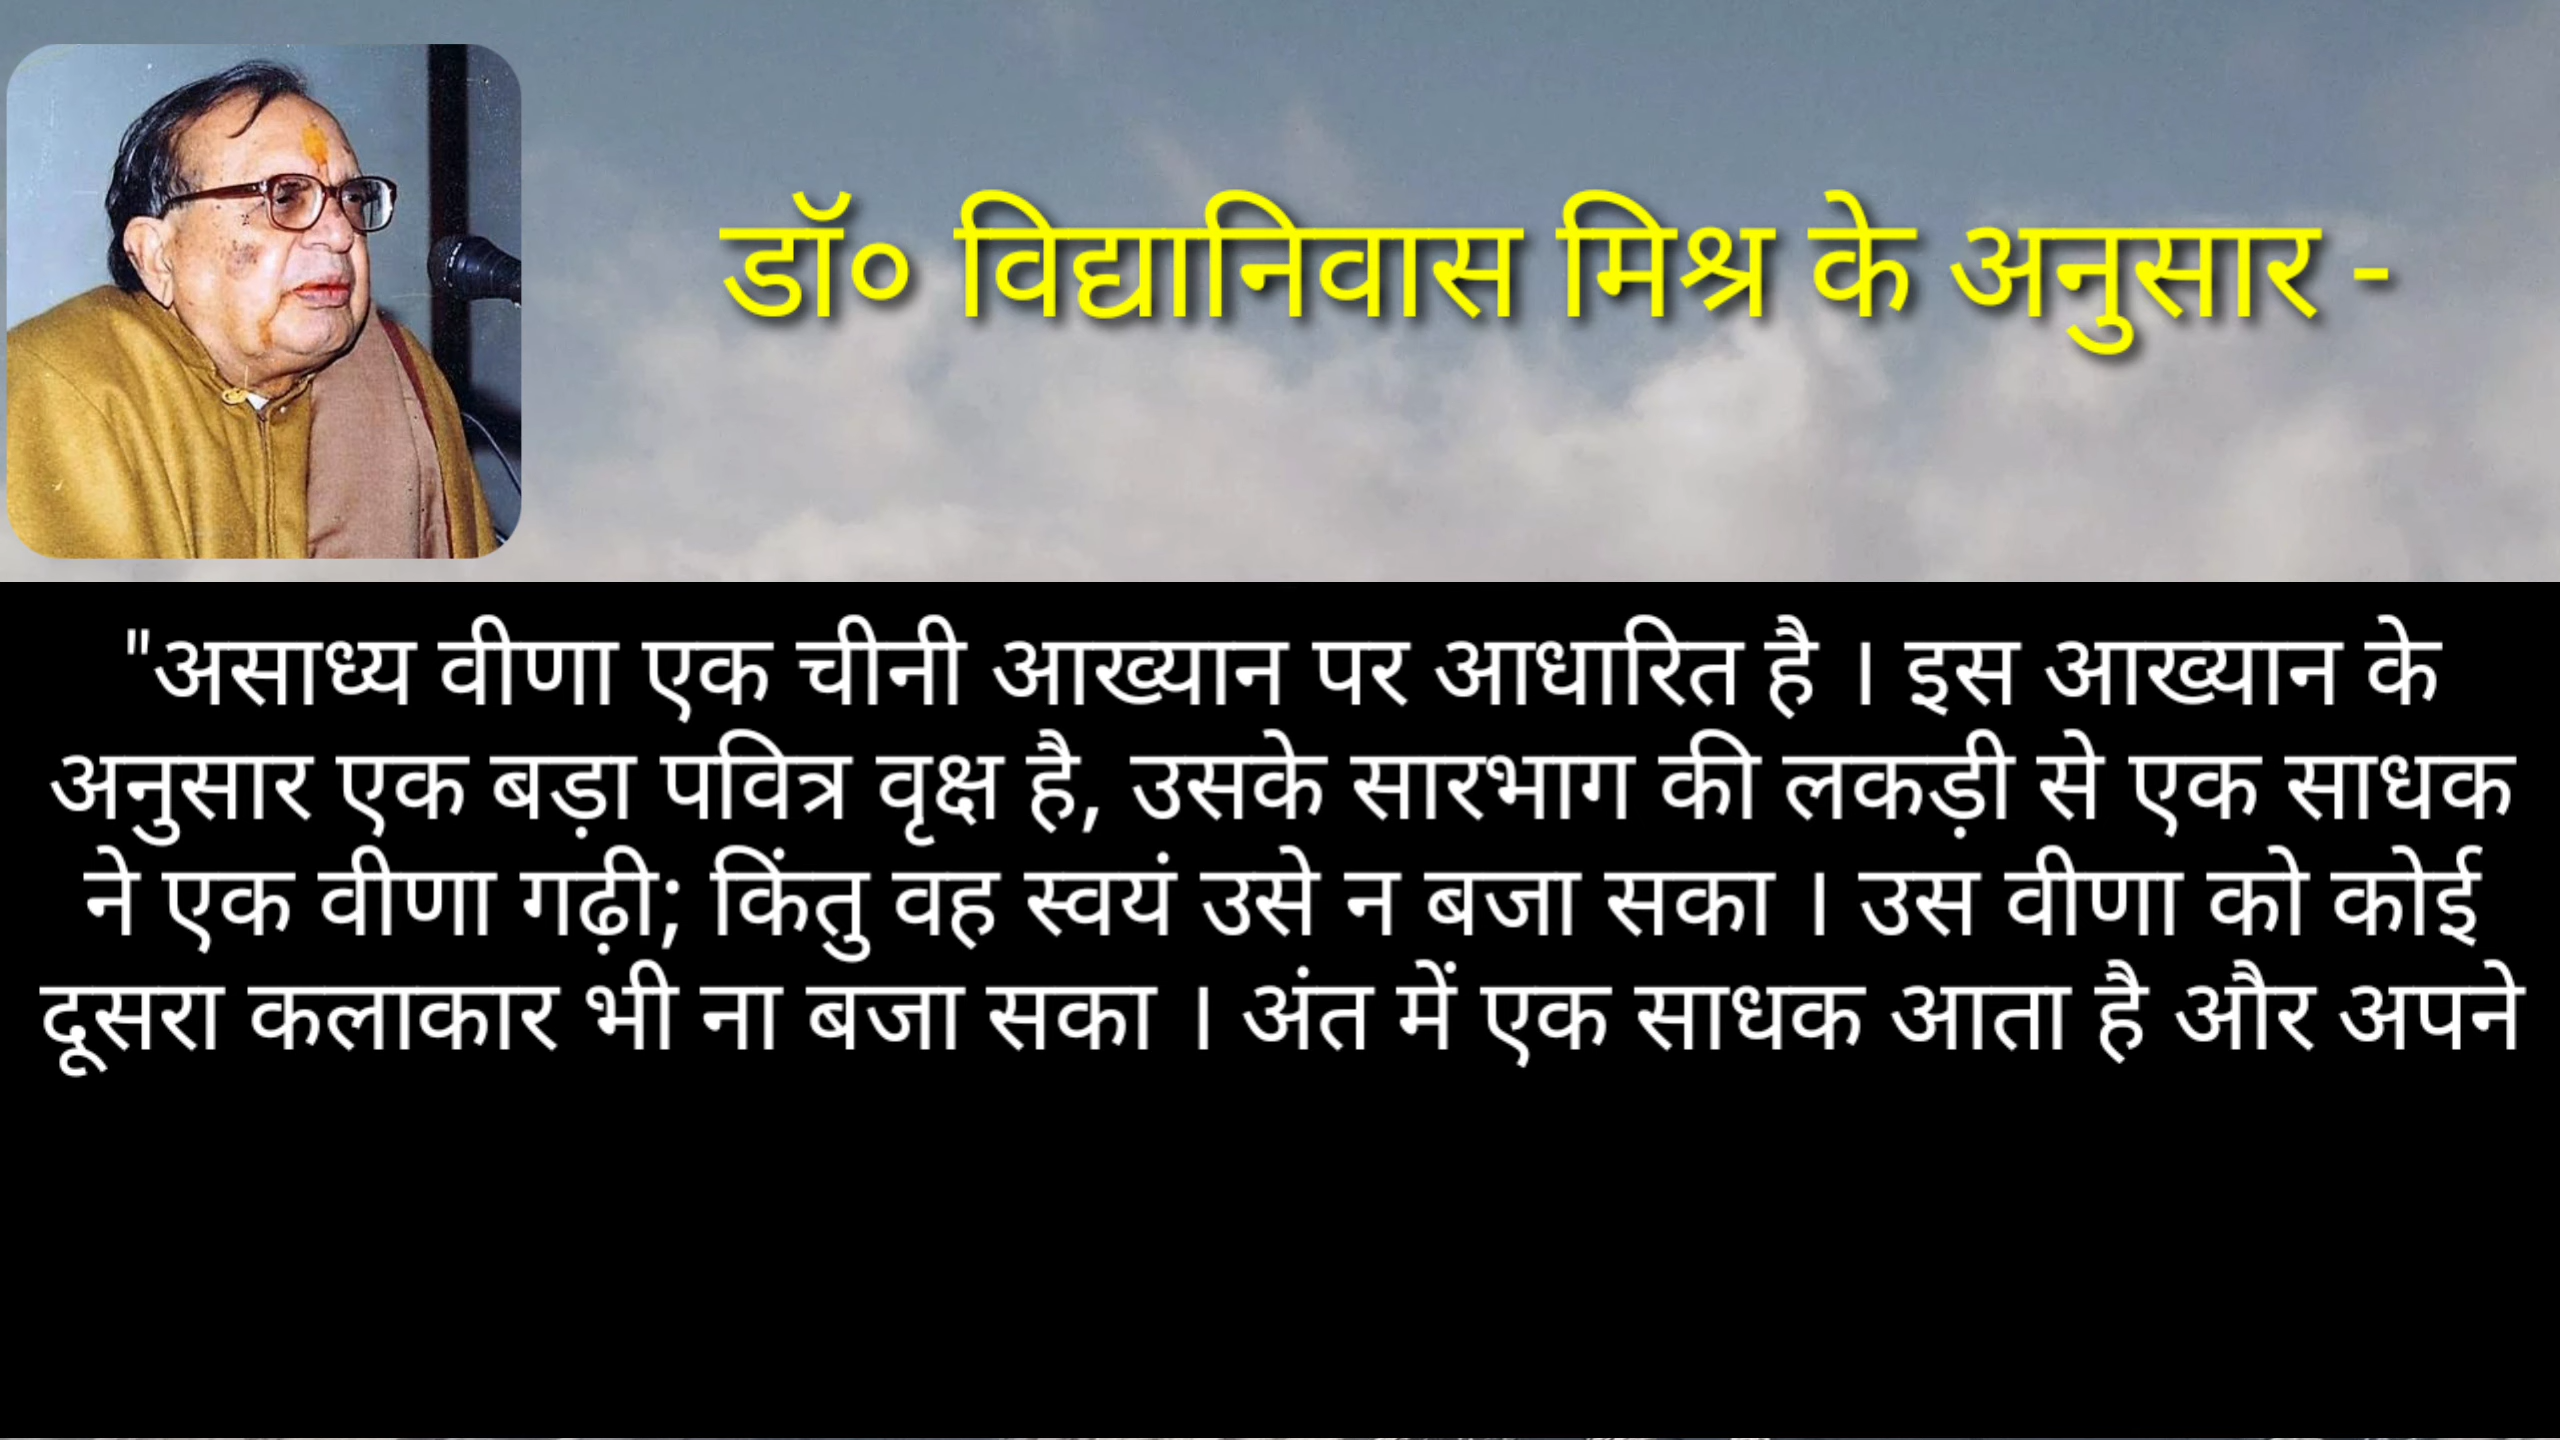 डॉ० विद्यानिवास मिश्र के अनुसार -
"असाध्य वीणा एक चीनी आख्यान पर आधारित है । इस आख्यान के
अनुसार एक बड़ा पवित्र वृक्ष है, उसके सारभाग की लकड़ी से एक साधक
ने एक वीणा गढ़ी; किंतु वह स्वयं उसे न बजा सका । उस वीणा को कोई
दूसरा कलाकार भी ना बजा सका । अंत में एक साधक आता है और अपने